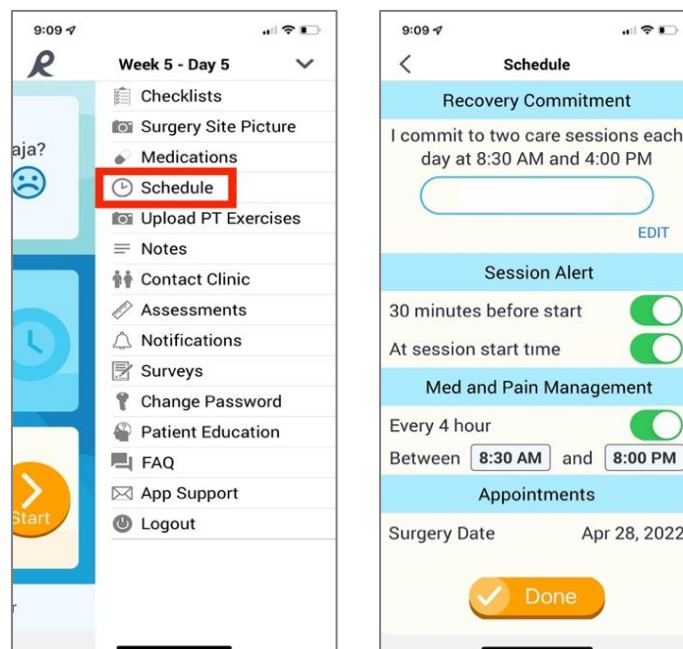 9:09
R
Week 5 - Day 5
aja?
Start
r
Checklists
Surgery Site Picture
Medications
Schedule
Upload PT Exercises
Notes
Contact Clinic
Assessments
Notifications
Surveys
Change Password
Patient Education
FAQ
App Support
Logout
9:09
Schedule
Recovery Commitment
I commit to two care sessions each
day at 8:30 AM and 4:00 PM
EDIT
Session Alert
30 minutes before start
At session start time
Med and Pain Management
Every 4 hour
Between 8:30 AM and 8:00 PM
Appointments
Surgery Date Apr 28, 2022
Done